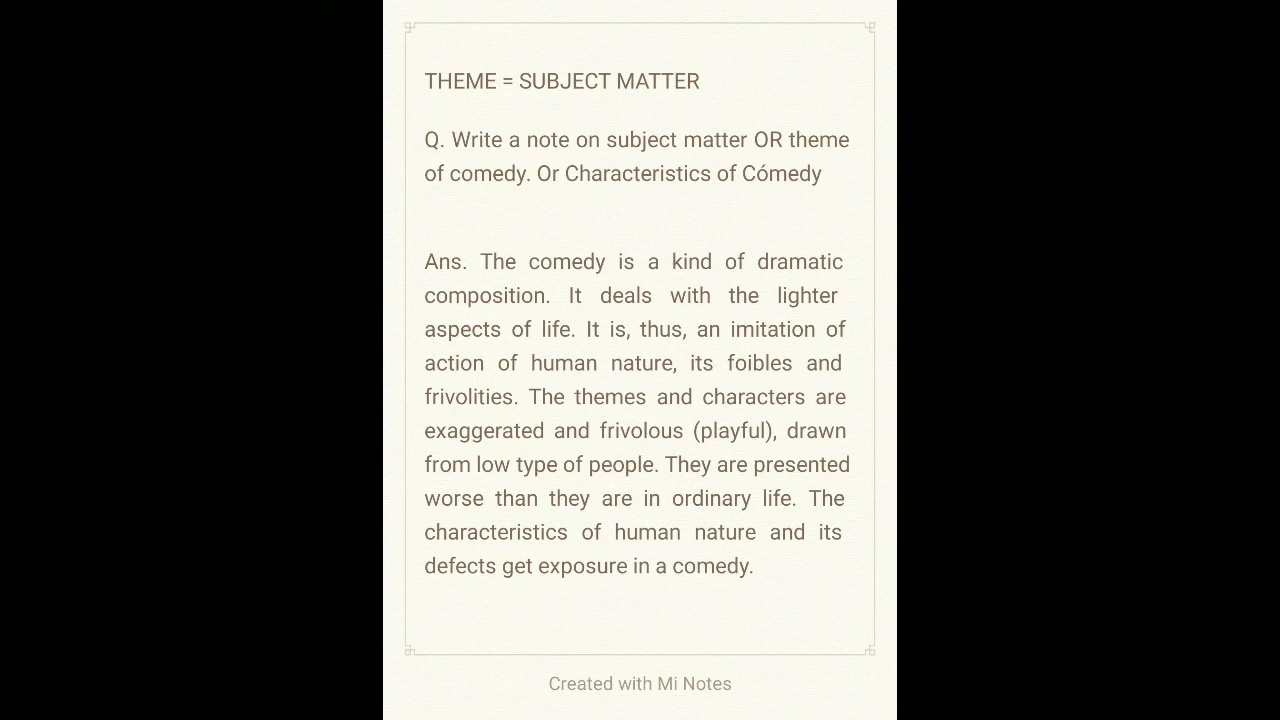 THEME = SUBJECT MATTER
Q. Write a note on subject matter OR theme
of comedy. Or Characteristics of Cómedy
Ans. The comedy is a kind of dramatic
composition. It deals with the lighter
aspects of life. It is, thus, an imitation of
action of human nature, its foibles and
frivolities. The themes and characters are
exaggerated and frivolous (playful), drawn
from low type of people. They are presented
worse than they are in ordinary life. The
characteristics of human nature and its
defects get exposure in a comedy.
Created with Mi Notes